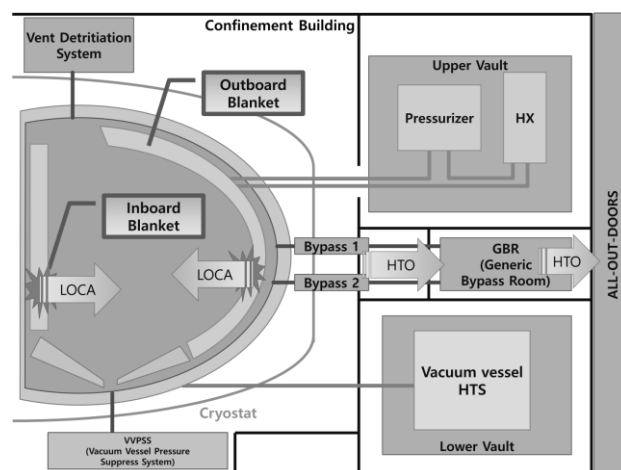 Confinement Building
Vent Detritiation
System
Outboard
Blanket
Upper Vault
Pressurizer
HX
Inboard
Blanket
LOCA
LOCA
Bypass 1
Bypass 2
HTO
GBR
(Generic
Bypass Room)
HTO
ALL-OUT-DOORS
Vacuum vessel
HTS
Lower Vault
Cryostat
VVPSS
(Vacuum Vessel Pressure
Suppress System)